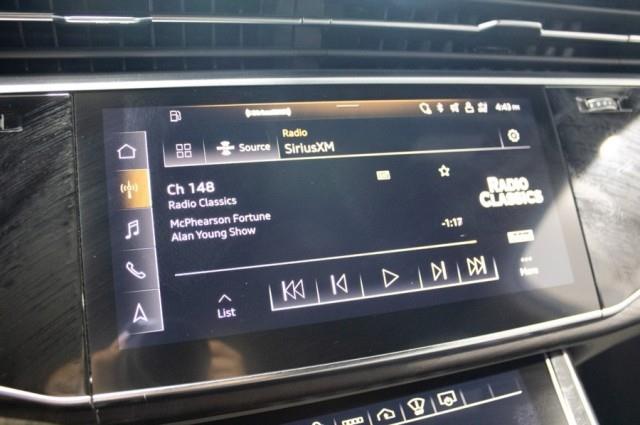 4:43 PM
Radio
Source
SiriusXM
Ch 148
Radio Classics
McPhearson Fortune
Alan Young Show
RADIO
CLASSICS
-1:17
More
List